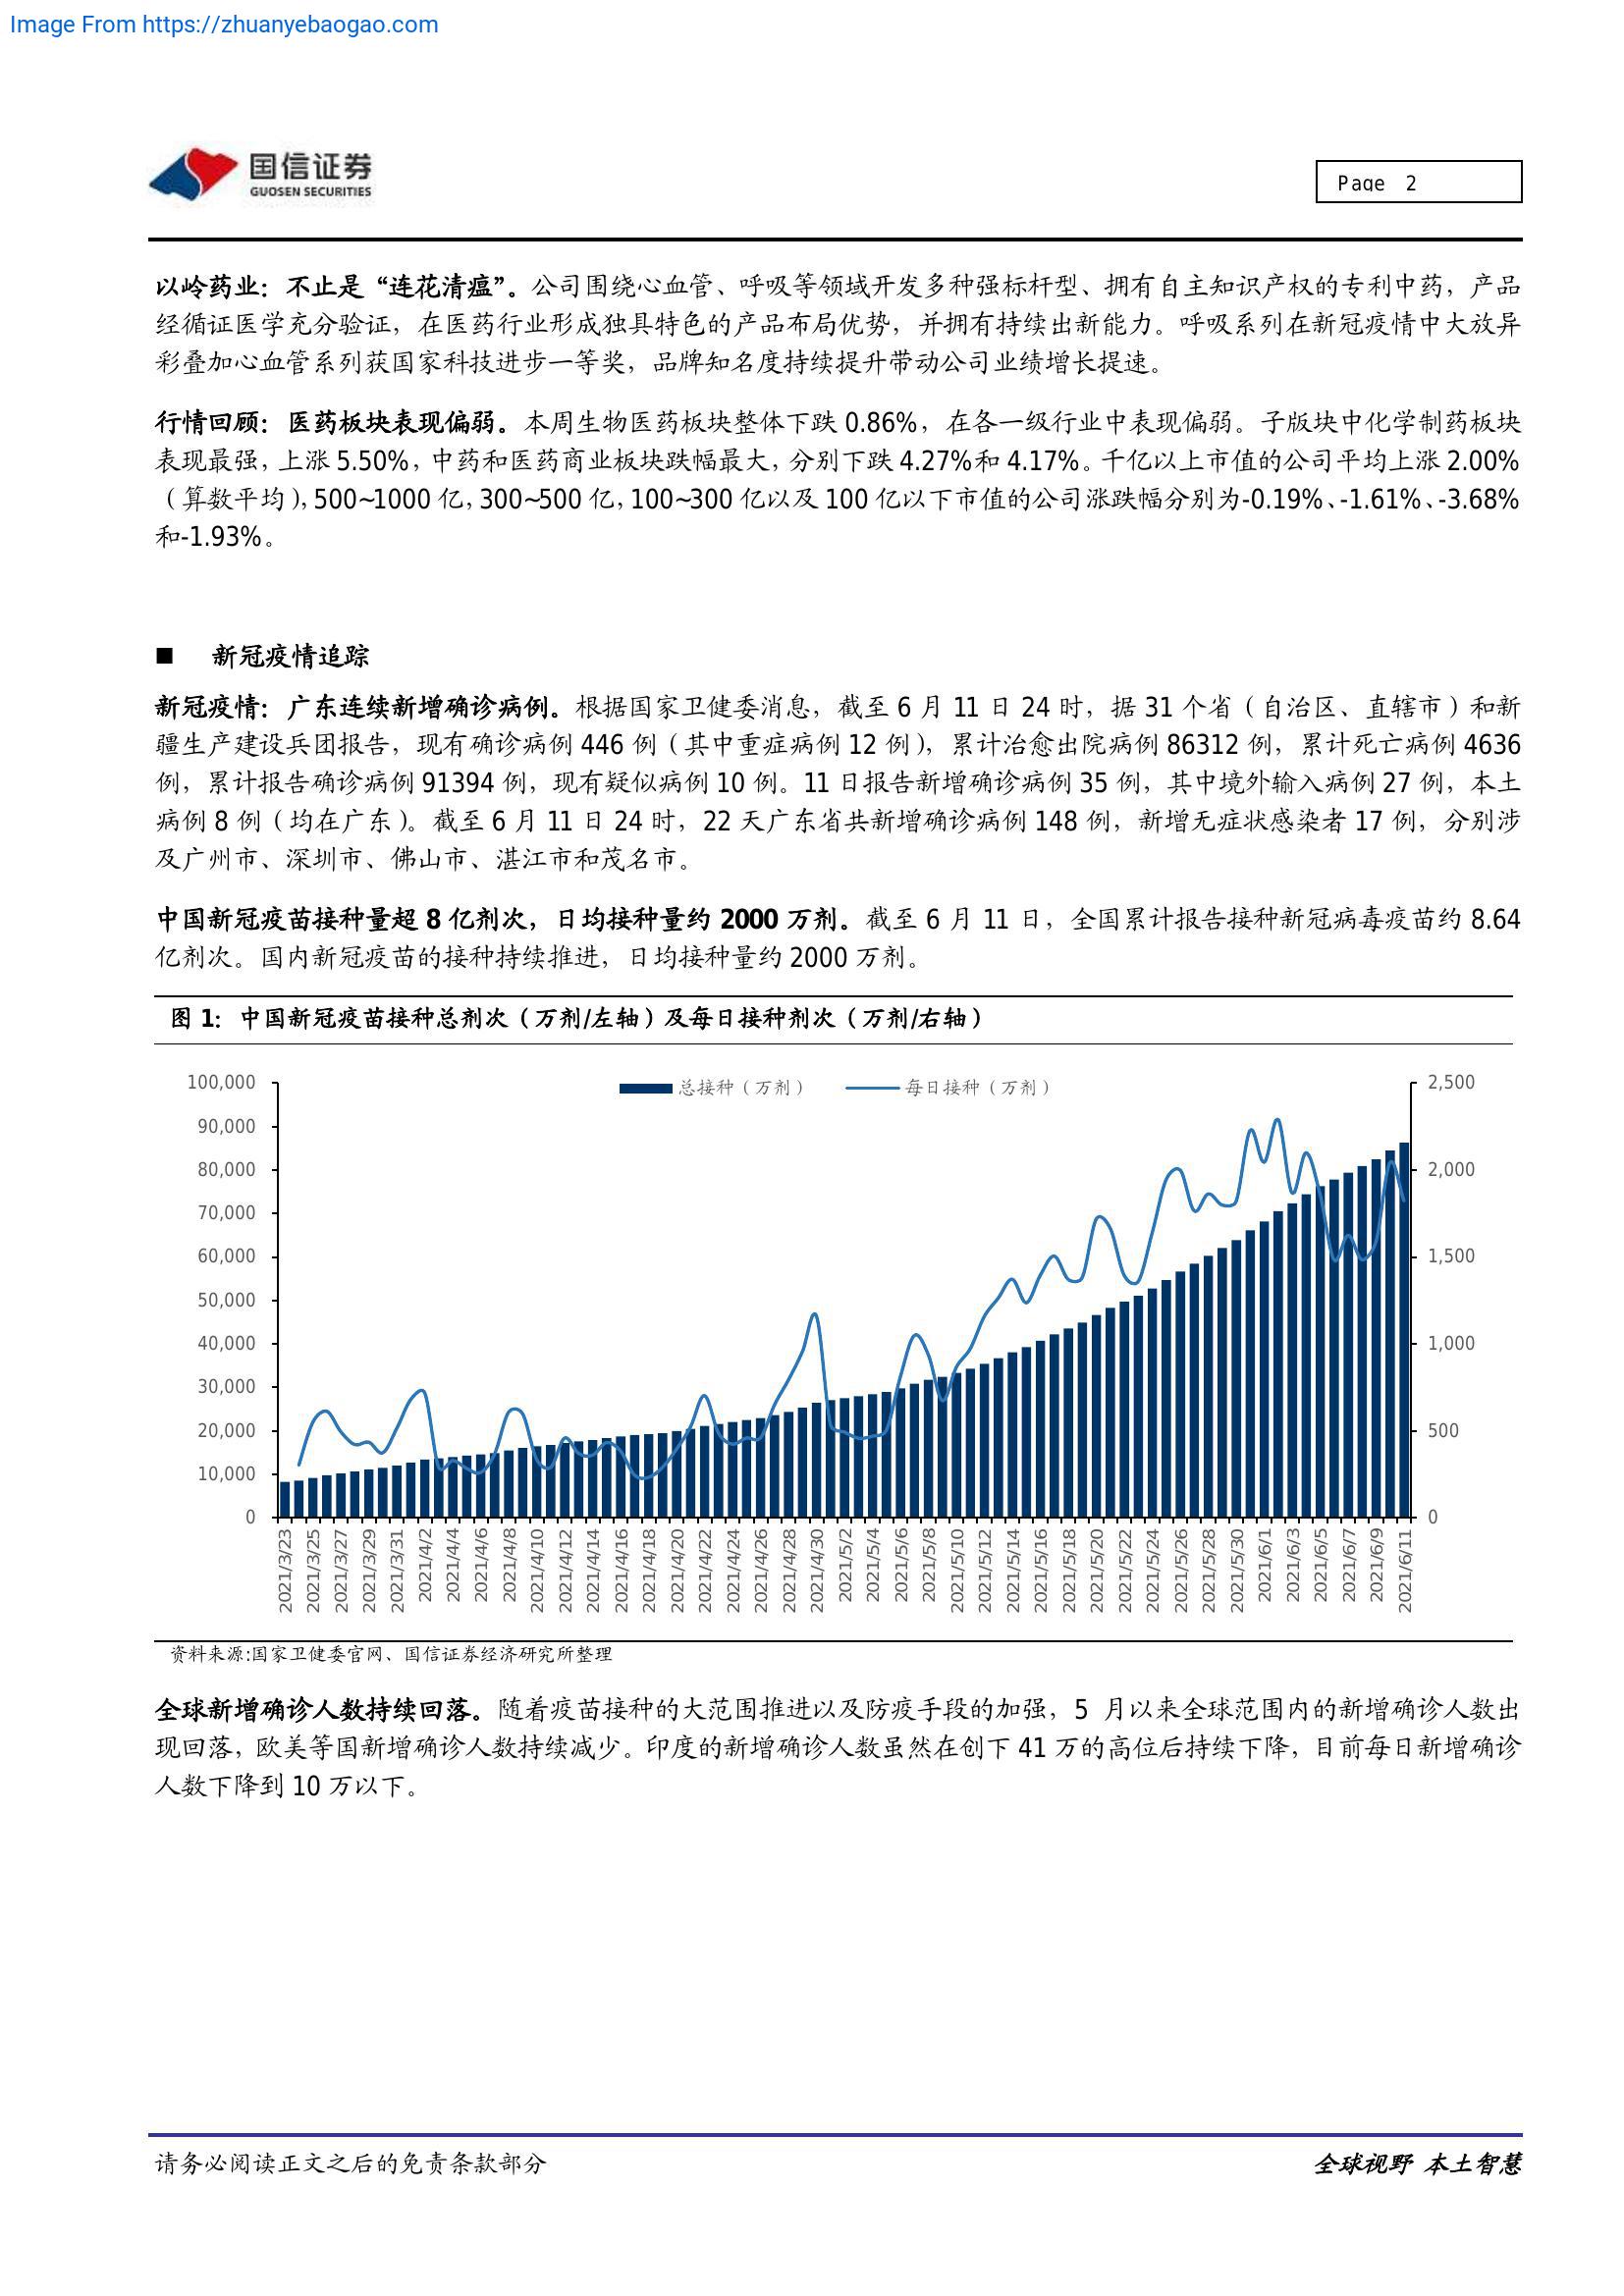 Image From https://zhuanyebaogao.com
国信证券
GUOSEN SECURITIES
Page 2
以岭药业：不止是“连花清瘟”。公司围绕心血管、呼吸等领域开发多种强标杆型、拥有自主知识产权的专利中药，产品
经循证医学充分验证，在医药行业形成独具特色的产品布局优势，并拥有持续出新能力。呼吸系列在新冠疫情中大放异
彩叠加心血管系列获国家科技进步一等奖，品牌知名度持续提升带动公司业绩增长提速。
行情回顾：医药板块表现偏弱。本周生物医药板块整体下跌 0.86%，在各一级行业中表现偏弱。子版块中化学制药板块
表现最强，上涨 5.50%，中药和医药商业板块跌幅最大，分别下跌 4.27%和 4.17%。千亿以上市值的公司平均上涨 2.00%
（算数平均），500~1000 亿，300~500 亿，100~300 亿以及 100 亿以下市值的公司涨跌幅分别为-0.19%、-1.61%、-3.68%
和-1.93%。
■ 新冠疫情追踪
新冠疫情：广东连续新增确诊病例。根据国家卫健委消息，截至 6 月 11 日 24 时，据 31 个省（自治区、直辖市）和新
疆生产建设兵团报告，现有确诊病例 446 例（其中重症病例 12 例），累计治愈出院病例 86312 例，累计死亡病例 4636
例，累计报告确诊病例 91394 例，现有疑似病例 10 例。11 日报告新增确诊病例 35 例，其中境外输入病例 27 例，本土
病例 8 例（均在广东）。截至 6 月 11 日 24 时，22 天广东省共新增确诊病例 148 例，新增无症状感染者 17 例，分别涉
及广州市、深圳市、佛山市、湛江市和茂名市。
中国新冠疫苗接种量超 8 亿剂次，日均接种量约 2000 万剂。截至 6 月 11 日，全国累计报告接种新冠病毒疫苗约 8.64
亿剂次。国内新冠疫苗的接种持续推进，日均接种量约 2000 万剂。
图 1：中国新冠疫苗接种总剂次（万剂/左轴）及每日接种剂次（万剂/右轴）
总接种（万剂） 每日接种（万剂）
100,000
90,000
80,000
70,000
60,000
50,000
40,000
30,000
20,000
10,000
0
2,500
2,000
1,500
1,000
500
0
2021/3/23
2021/3/25
2021/3/27
2021/3/29
2021/3/31
2021/4/2
2021/4/4
2021/4/6
2021/4/8
2021/4/10
2021/4/12
2021/4/14
2021/4/16
2021/4/18
2021/4/20
2021/4/22
2021/4/24
2021/4/26
2021/4/28
2021/4/30
2021/5/2
2021/5/4
2021/5/6
2021/5/8
2021/5/10
2021/5/12
2021/5/14
2021/5/16
2021/5/18
2021/5/20
2021/5/22
2021/5/24
2021/5/26
2021/5/28
2021/5/30
2021/6/1
2021/6/3
2021/6/5
2021/6/7
2021/6/9
2021/6/11
资料来源:国家卫健委官网、国信证券经济研究所整理
全球新增确诊人数持续回落。随着疫苗接种的大范围推进以及防疫手段的加强，5 月以来全球范围内的新增确诊人数出
现回落，欧美等国新增确诊人数持续减少。印度的新增确诊人数虽然在创下 41 万的高位后持续下降，目前每日新增确诊
人数下降到 10 万以下。
请务必阅读正文之后的免责条款部分
全球视野 本土智慧